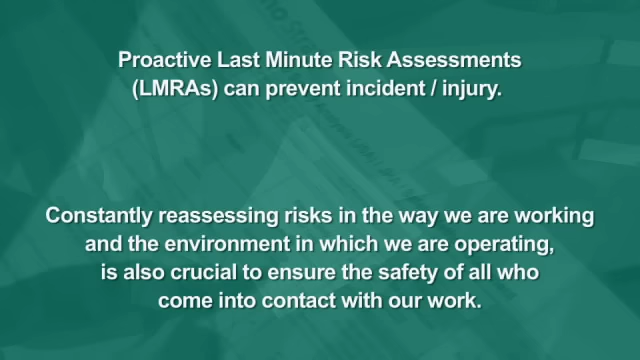 Proactive Last Minute Risk Assessments
(LMRAs) can prevent incident / injury.
Constantly reassessing risks in the way we are working
and the environment in which we are operating,
is also crucial to ensure the safety of all who
come into contact with our work.